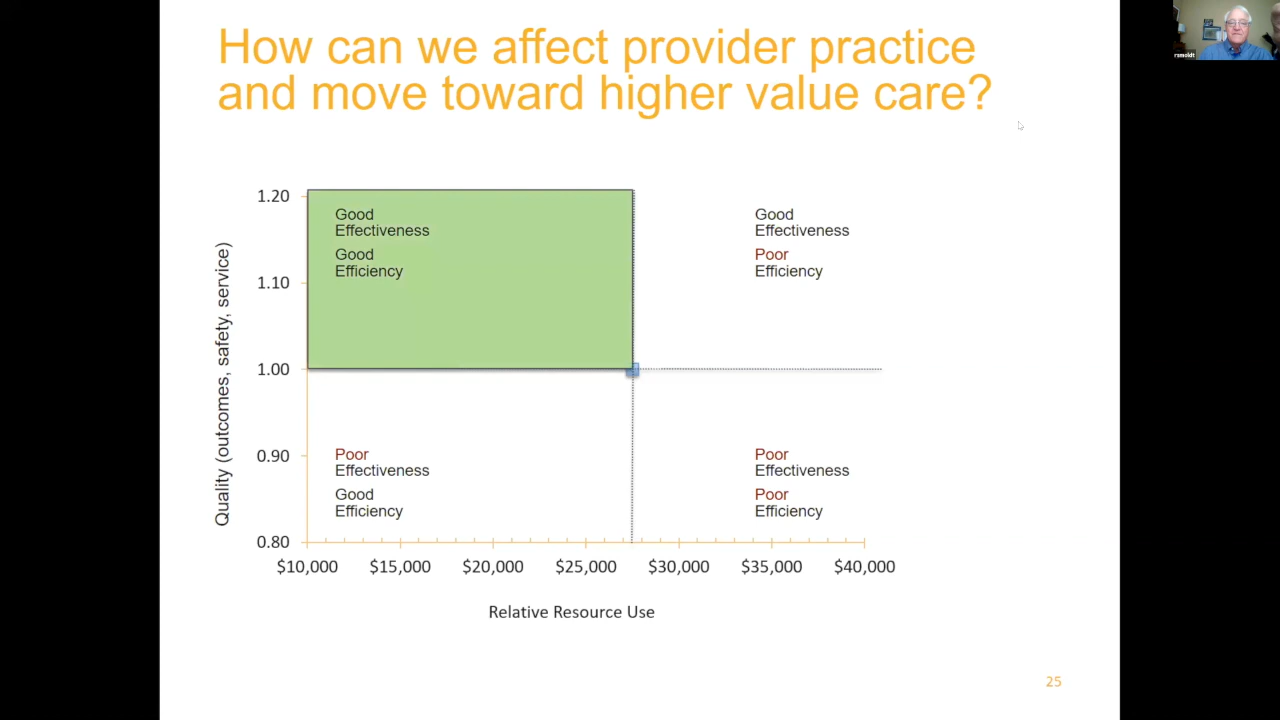 How can we affect provider practice
and move toward higher value care?
ramoldt
Quality (outcomes, safety, service)
1.20
1.10
1.00
0.90
0.80
Good
Effectiveness
Good
Efficiency
Good
Effectiveness
Poor
Efficiency
Poor
Effectiveness
Good
Efficiency
Poor
Effectiveness
Poor
Efficiency
$10,000 $15,000 $20,000 $25,000 $30,000 $35,000 $40,000
Relative Resource Use
25